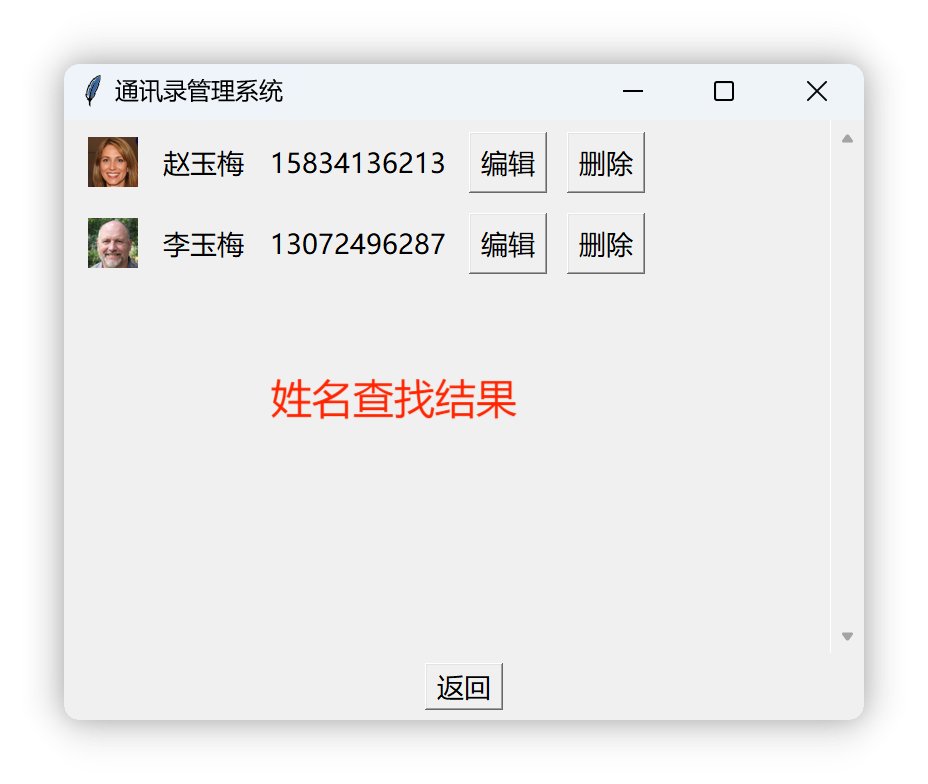 通讯录管理系统
赵玉梅 15834136213 编辑 删除
李玉梅 13072496287 编辑 删除
姓名查找结果
返回